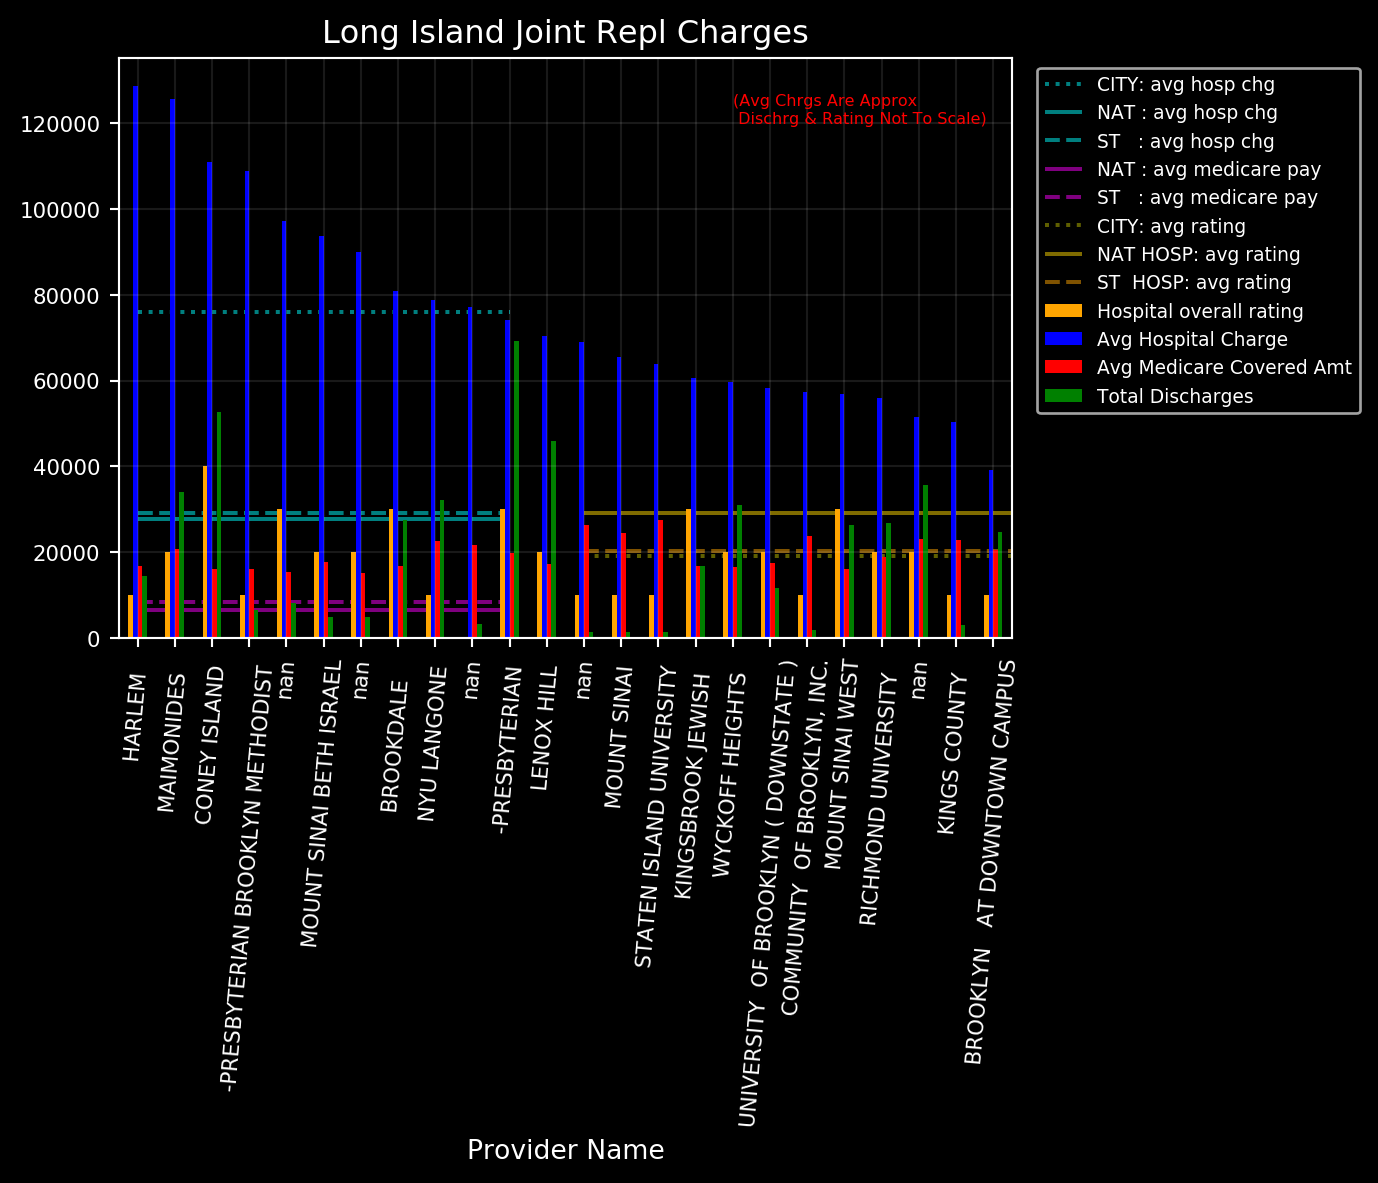 Long Island Joint Repl Charges
(Avg Chrgs Are Approx
Dischrg & Rating Not To Scale)
120000
100000
80000
60000
40000
20000
0
CITY: avg hosp chg
NAT : avg hosp chg
ST   : avg hosp chg
NAT : avg medicare pay
ST   : avg medicare pay
CITY: avg rating
NAT HOSP: avg rating
ST  HOSP: avg rating
Hospital overall rating
Avg Hospital Charge
Avg Medicare Covered Amt
Total Discharges
HARLEM
MAIMONIDES
CONEY ISLAND
-PRESBYTERIAN BROOKLYN METHODIST
nan
MOUNT SINAI BETH ISRAEL
nan
BROOKDALE
NYU LANGONE
nan
-PRESBYTERIAN
LENOX HILL
nan
MOUNT SINAI
STATEN ISLAND UNIVERSITY
KINGSBROOK JEWISH
WYCKOFF HEIGHTS
UNIVERSITY  OF BROOKLYN ( DOWNSTATE )
COMMUNITY  OF BROOKLYN, INC.
MOUNT SINAI WEST
RICHMOND UNIVERSITY
nan
KINGS COUNTY
BROOKLYN   AT DOWNTOWN CAMPUS
Provider Name